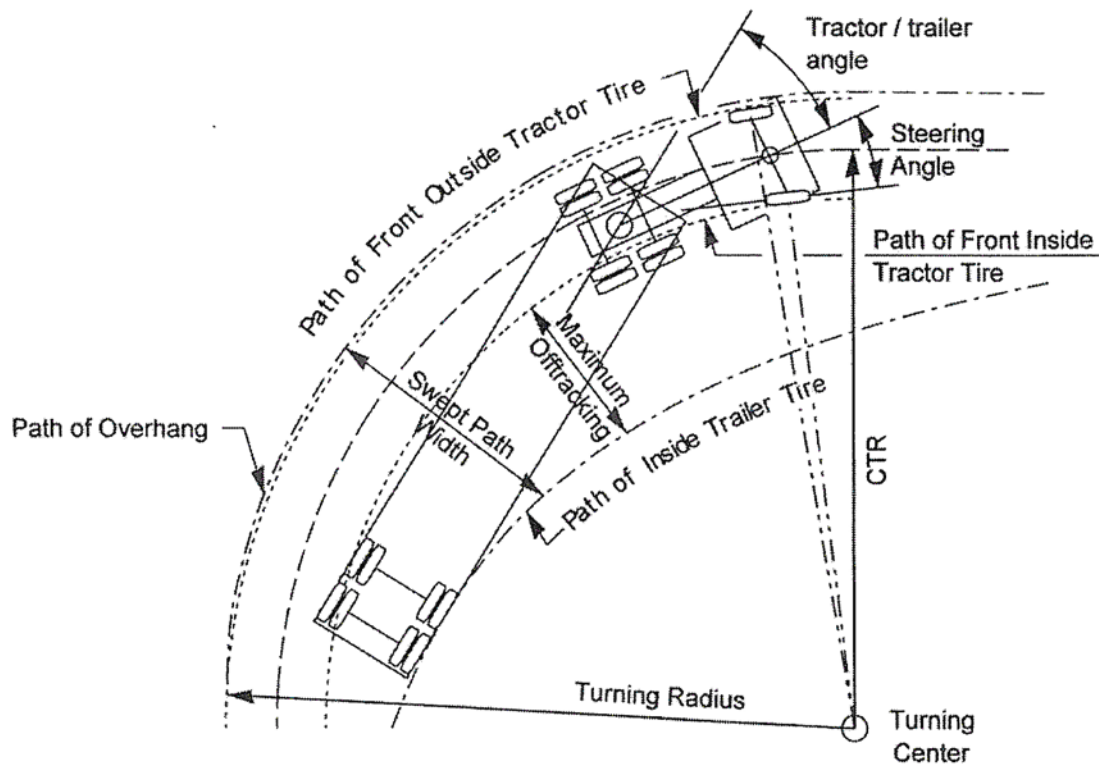 Tractor / trailer
angle
Path of Front Outside Tractor Tire
Steering
Angle
Path of Front Inside
Tractor Tire
Maximum
Offtracking
Swept Path
Width
Path of Overhang
Path of Inside Trailer Tire
CTR
Turning Radius
Turning
Center